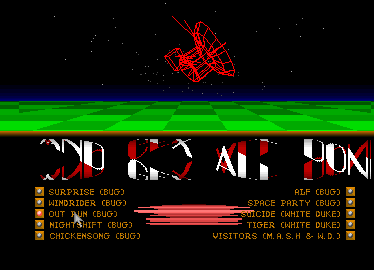 SURPRISE (BUG)
WINDRIDER (BUG)
OUT RUN (BUG)
NIGHTSHIFT (BUG)
CHICKENSONG (BUG)
ALF (BUG)
SPACE PARTY (BUG)
SUICIDE (WHITE DUKE)
TIGER (WHITE DUKE)
VISITORS (M.A.S.H & W.D.)